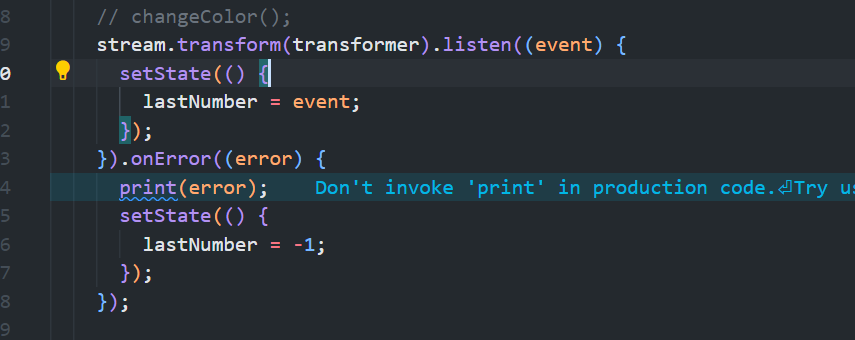 8 // changeColor();
9 stream.transform(transformer).listen((event) {
0 setState(() {
1 lastNumber = event;
2 });
3 }).onError((error) {
4 print(error); Don't invoke 'print' in production code.⏎Try us
5 setState(() {
6 lastNumber = -1;
7 });
8 });
9